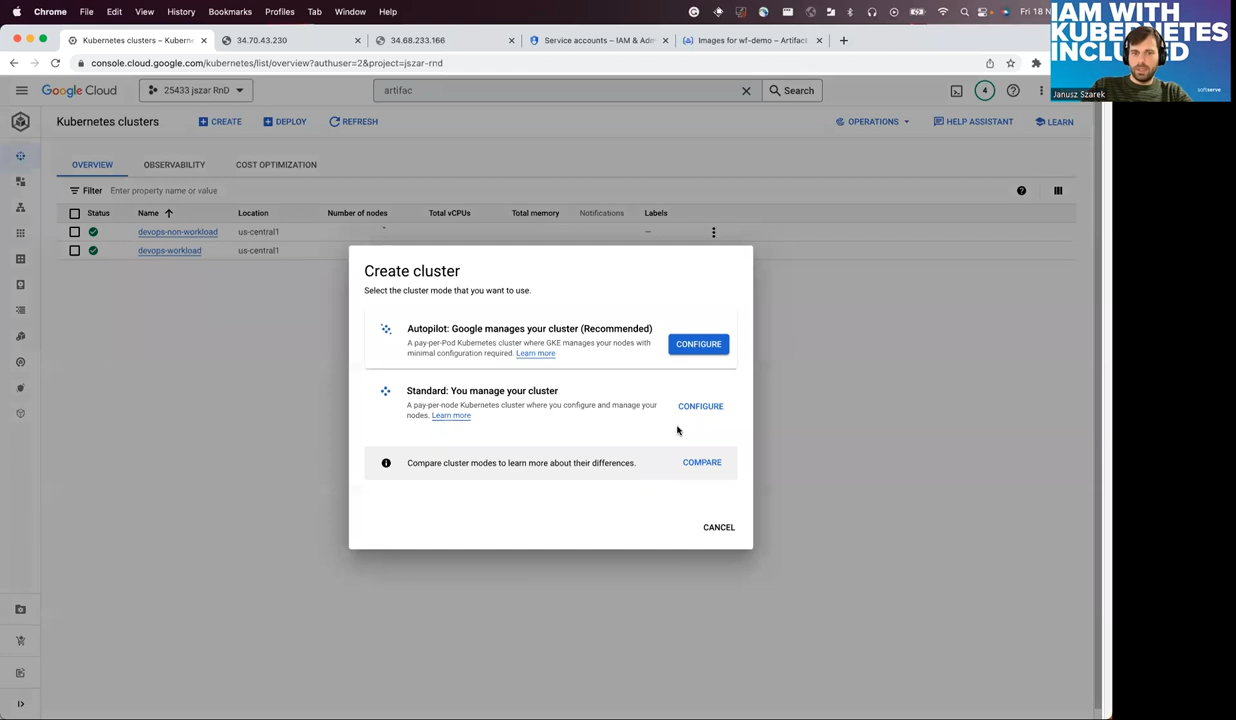 Chrome File Edit View History Bookmarks Profiles Tab Window Help
Fri 18 N
Kubernetes clusters – Kubern
34.70.43.230
34.68.233.166
Service accounts – IAM & Adm
Images for wf-demo – Artifac
console.cloud.google.com/kubernetes/list/overview?authuser=2&project=jszar-rnd
Google Cloud
25433 jszar RnD
artifac
Search
4
IAM WITH
KUBERNETES
INCLUDED
Janusz Szarek
softserve
Kubernetes clusters
CREATE
DEPLOY
REFRESH
OPERATIONS
HELP ASSISTANT
LEARN
OVERVIEW
OBSERVABILITY
COST OPTIMIZATION
Filter
Enter property name or value
Status Name Location Number of nodes Total vCPUs Total memory Notifications Labels
devops-non-workload us-central1 –
devops-workload us-central1
Create cluster
Select the cluster mode that you want to use.
Autopilot: Google manages your cluster (Recommended)
A pay-per-Pod Kubernetes cluster where GKE manages your nodes with
minimal configuration required. Learn more
CONFIGURE
Standard: You manage your cluster
A pay-per-node Kubernetes cluster where you configure and manage your
nodes. Learn more
CONFIGURE
Compare cluster modes to learn more about their differences.
COMPARE
CANCEL